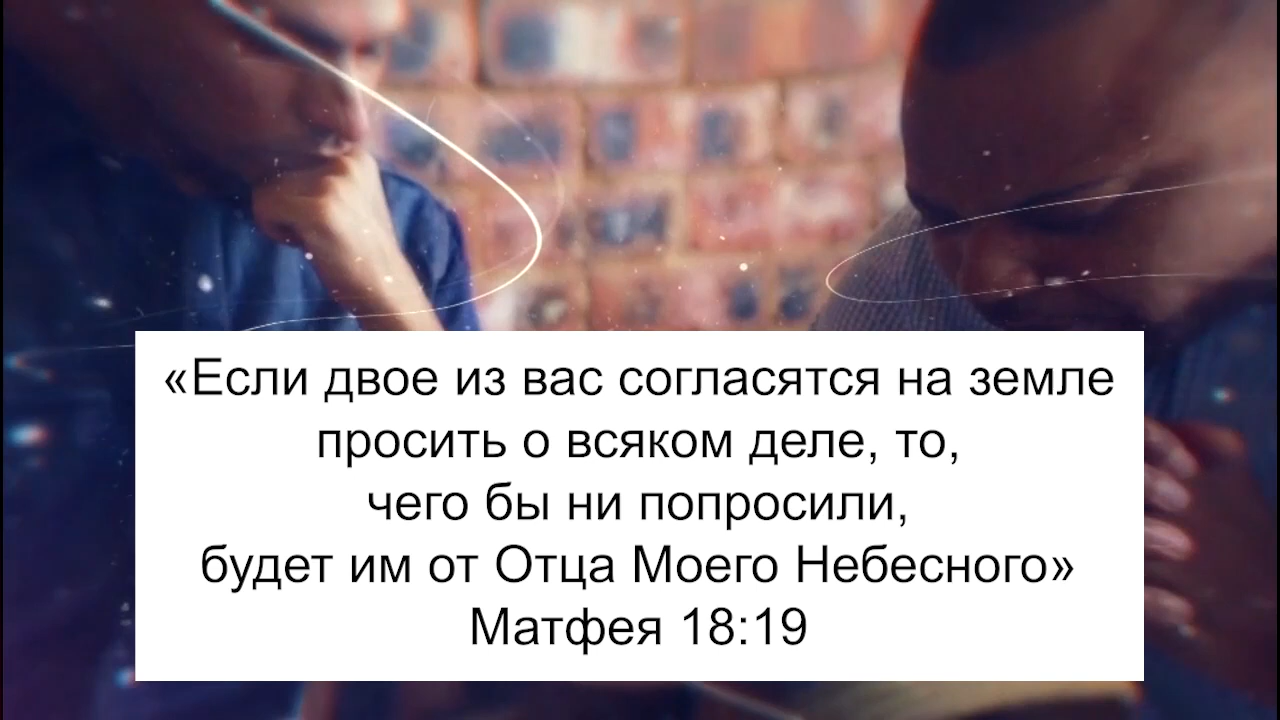 «Если двое из вас согласятся на земле
просить о всяком деле, то,
чего бы ни попросили,
будет им от Отца Моего Небесного»
Матфея 18:19